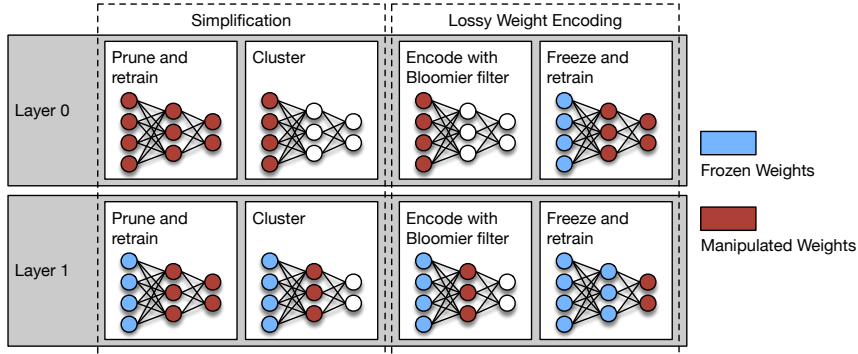 Simplification
Lossy Weight Encoding
Layer 0
Prune and
retrain
Cluster
Encode with
Bloomier filter
Freeze and
retrain
Layer 1
Prune and
retrain
Cluster
Encode with
Bloomier filter
Freeze and
retrain
Frozen Weights
Manipulated Weights